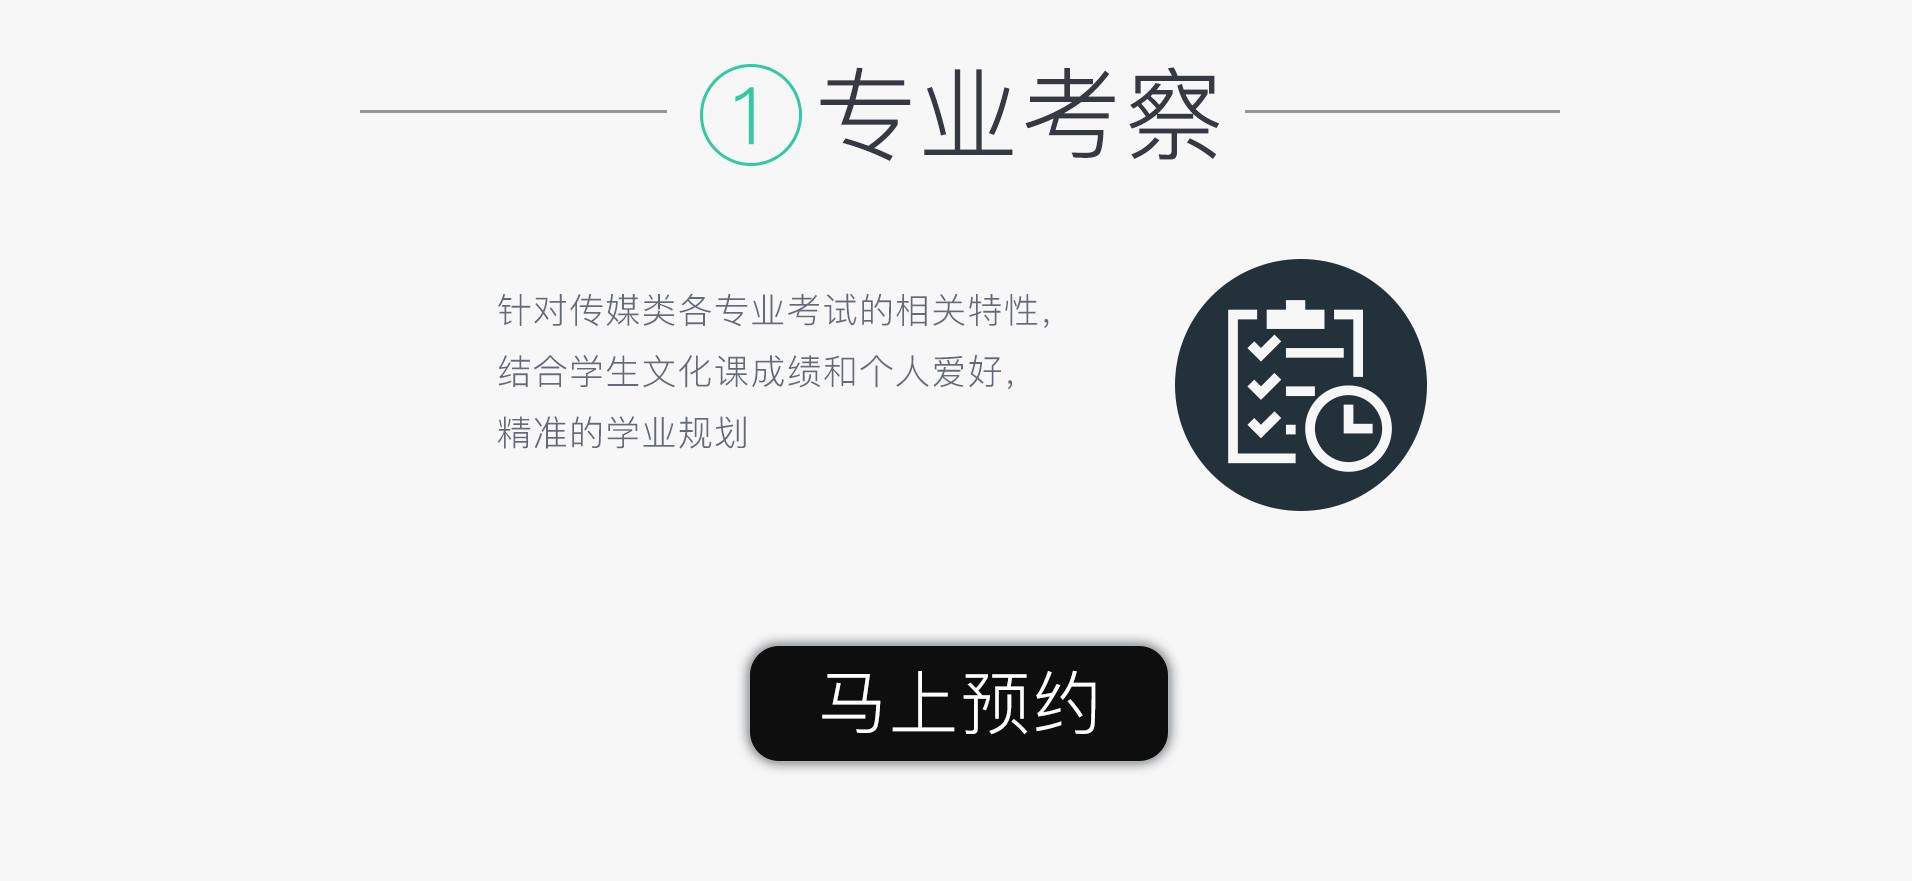 ① 专业考察
针对传媒类各专业考试的相关特性，
结合学生文化课成绩和个人爱好，
精准的学业规划
马上预约